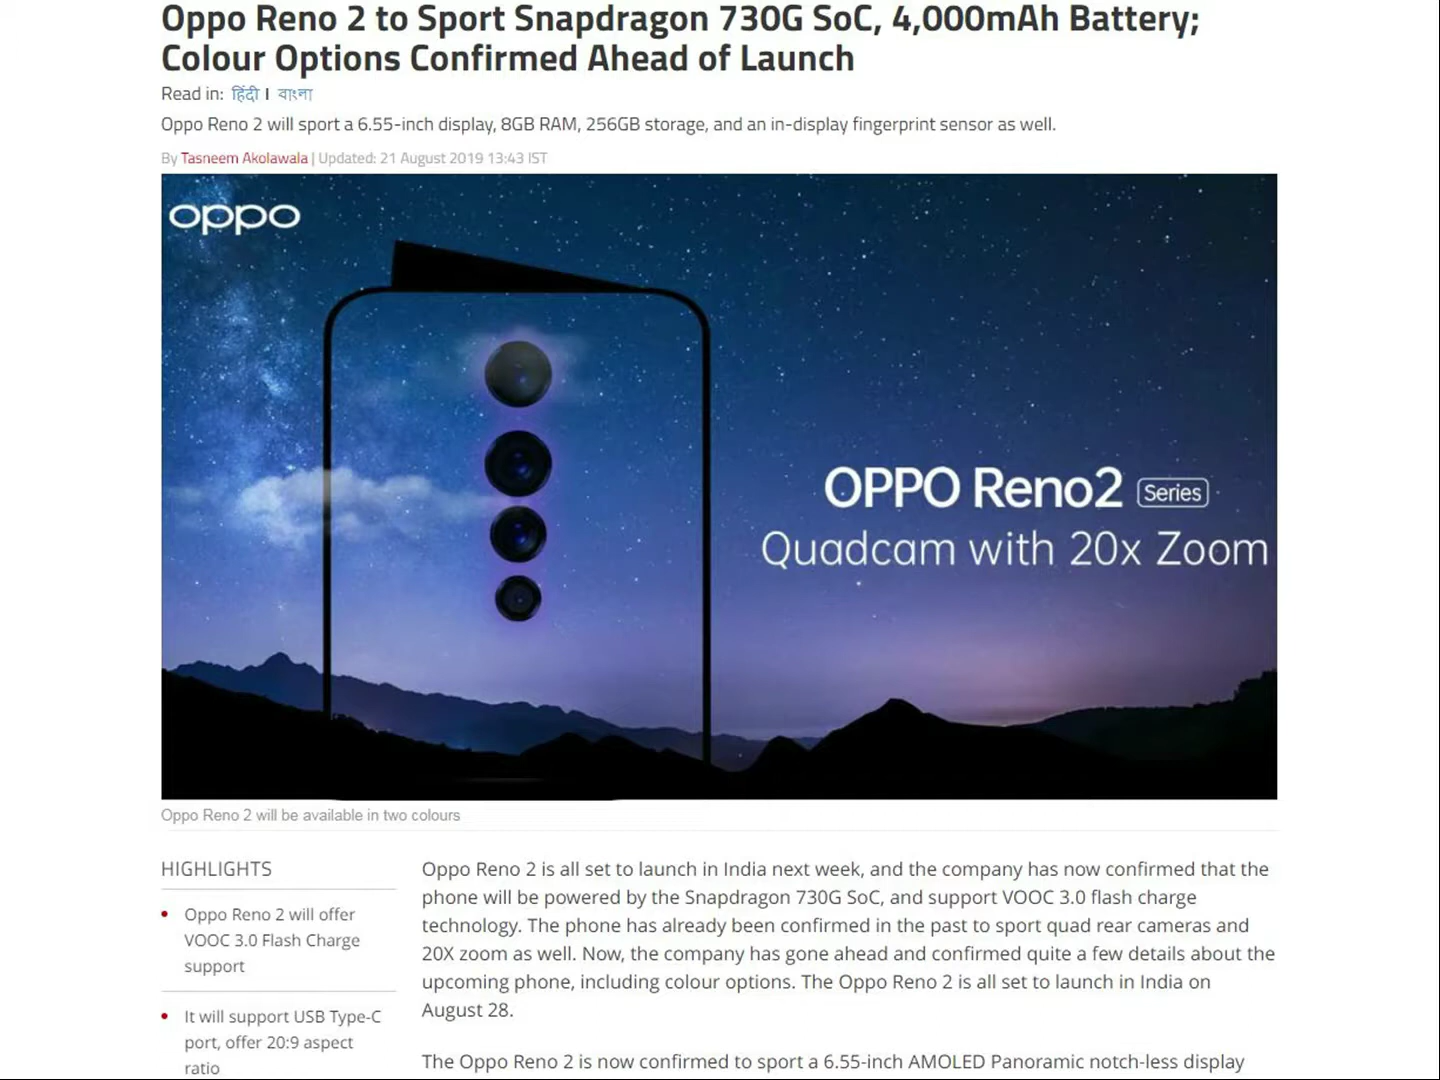 Oppo Reno 2 to Sport Snapdragon 730G SoC, 4,000mAh Battery;
Colour Options Confirmed Ahead of Launch
Read in: हिंदी | বাংলা
Oppo Reno 2 will sport a 6.55-inch display, 8GB RAM, 256GB storage, and an in-display fingerprint sensor as well.
By Tasneem Akolawala | Updated: 21 August 2019 13:43 IST
oppo
OPPO Reno2 Series
Quadcam with 20x Zoom
Oppo Reno 2 will be available in two colours
HIGHLIGHTS
Oppo Reno 2 will offer
VOOC 3.0 Flash Charge
support
It will support USB Type-C
port, offer 20:9 aspect
ratio
Oppo Reno 2 is all set to launch in India next week, and the company has now confirmed that the
phone will be powered by the Snapdragon 730G SoC, and support VOOC 3.0 flash charge
technology. The phone has already been confirmed in the past to sport quad rear cameras and
20X zoom as well. Now, the company has gone ahead and confirmed quite a few details about the
upcoming phone, including colour options. The Oppo Reno 2 is all set to launch in India on
August 28.
The Oppo Reno 2 is now confirmed to sport a 6.55-inch AMOLED Panoramic notch-less display